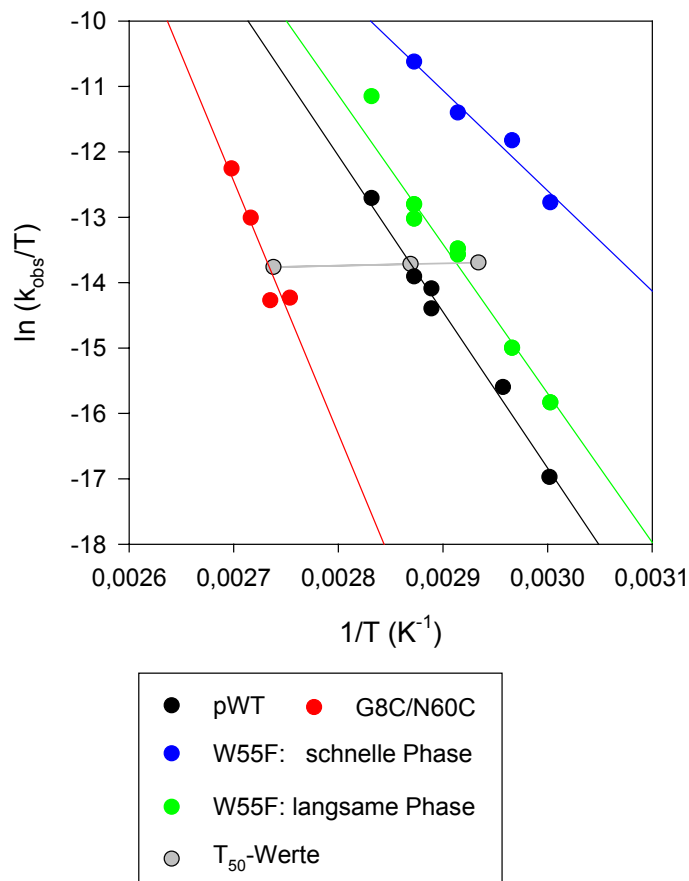 -10
-11
-12
-13
-14
-15
-16
-17
-18
ln (k_obs/T)
0,0026 0,0027 0,0028 0,0029 0,0030 0,0031
1/T (K⁻¹)
pWT G8C/N60C
W55F: schnelle Phase
W55F: langsame Phase
T₅₀-Werte